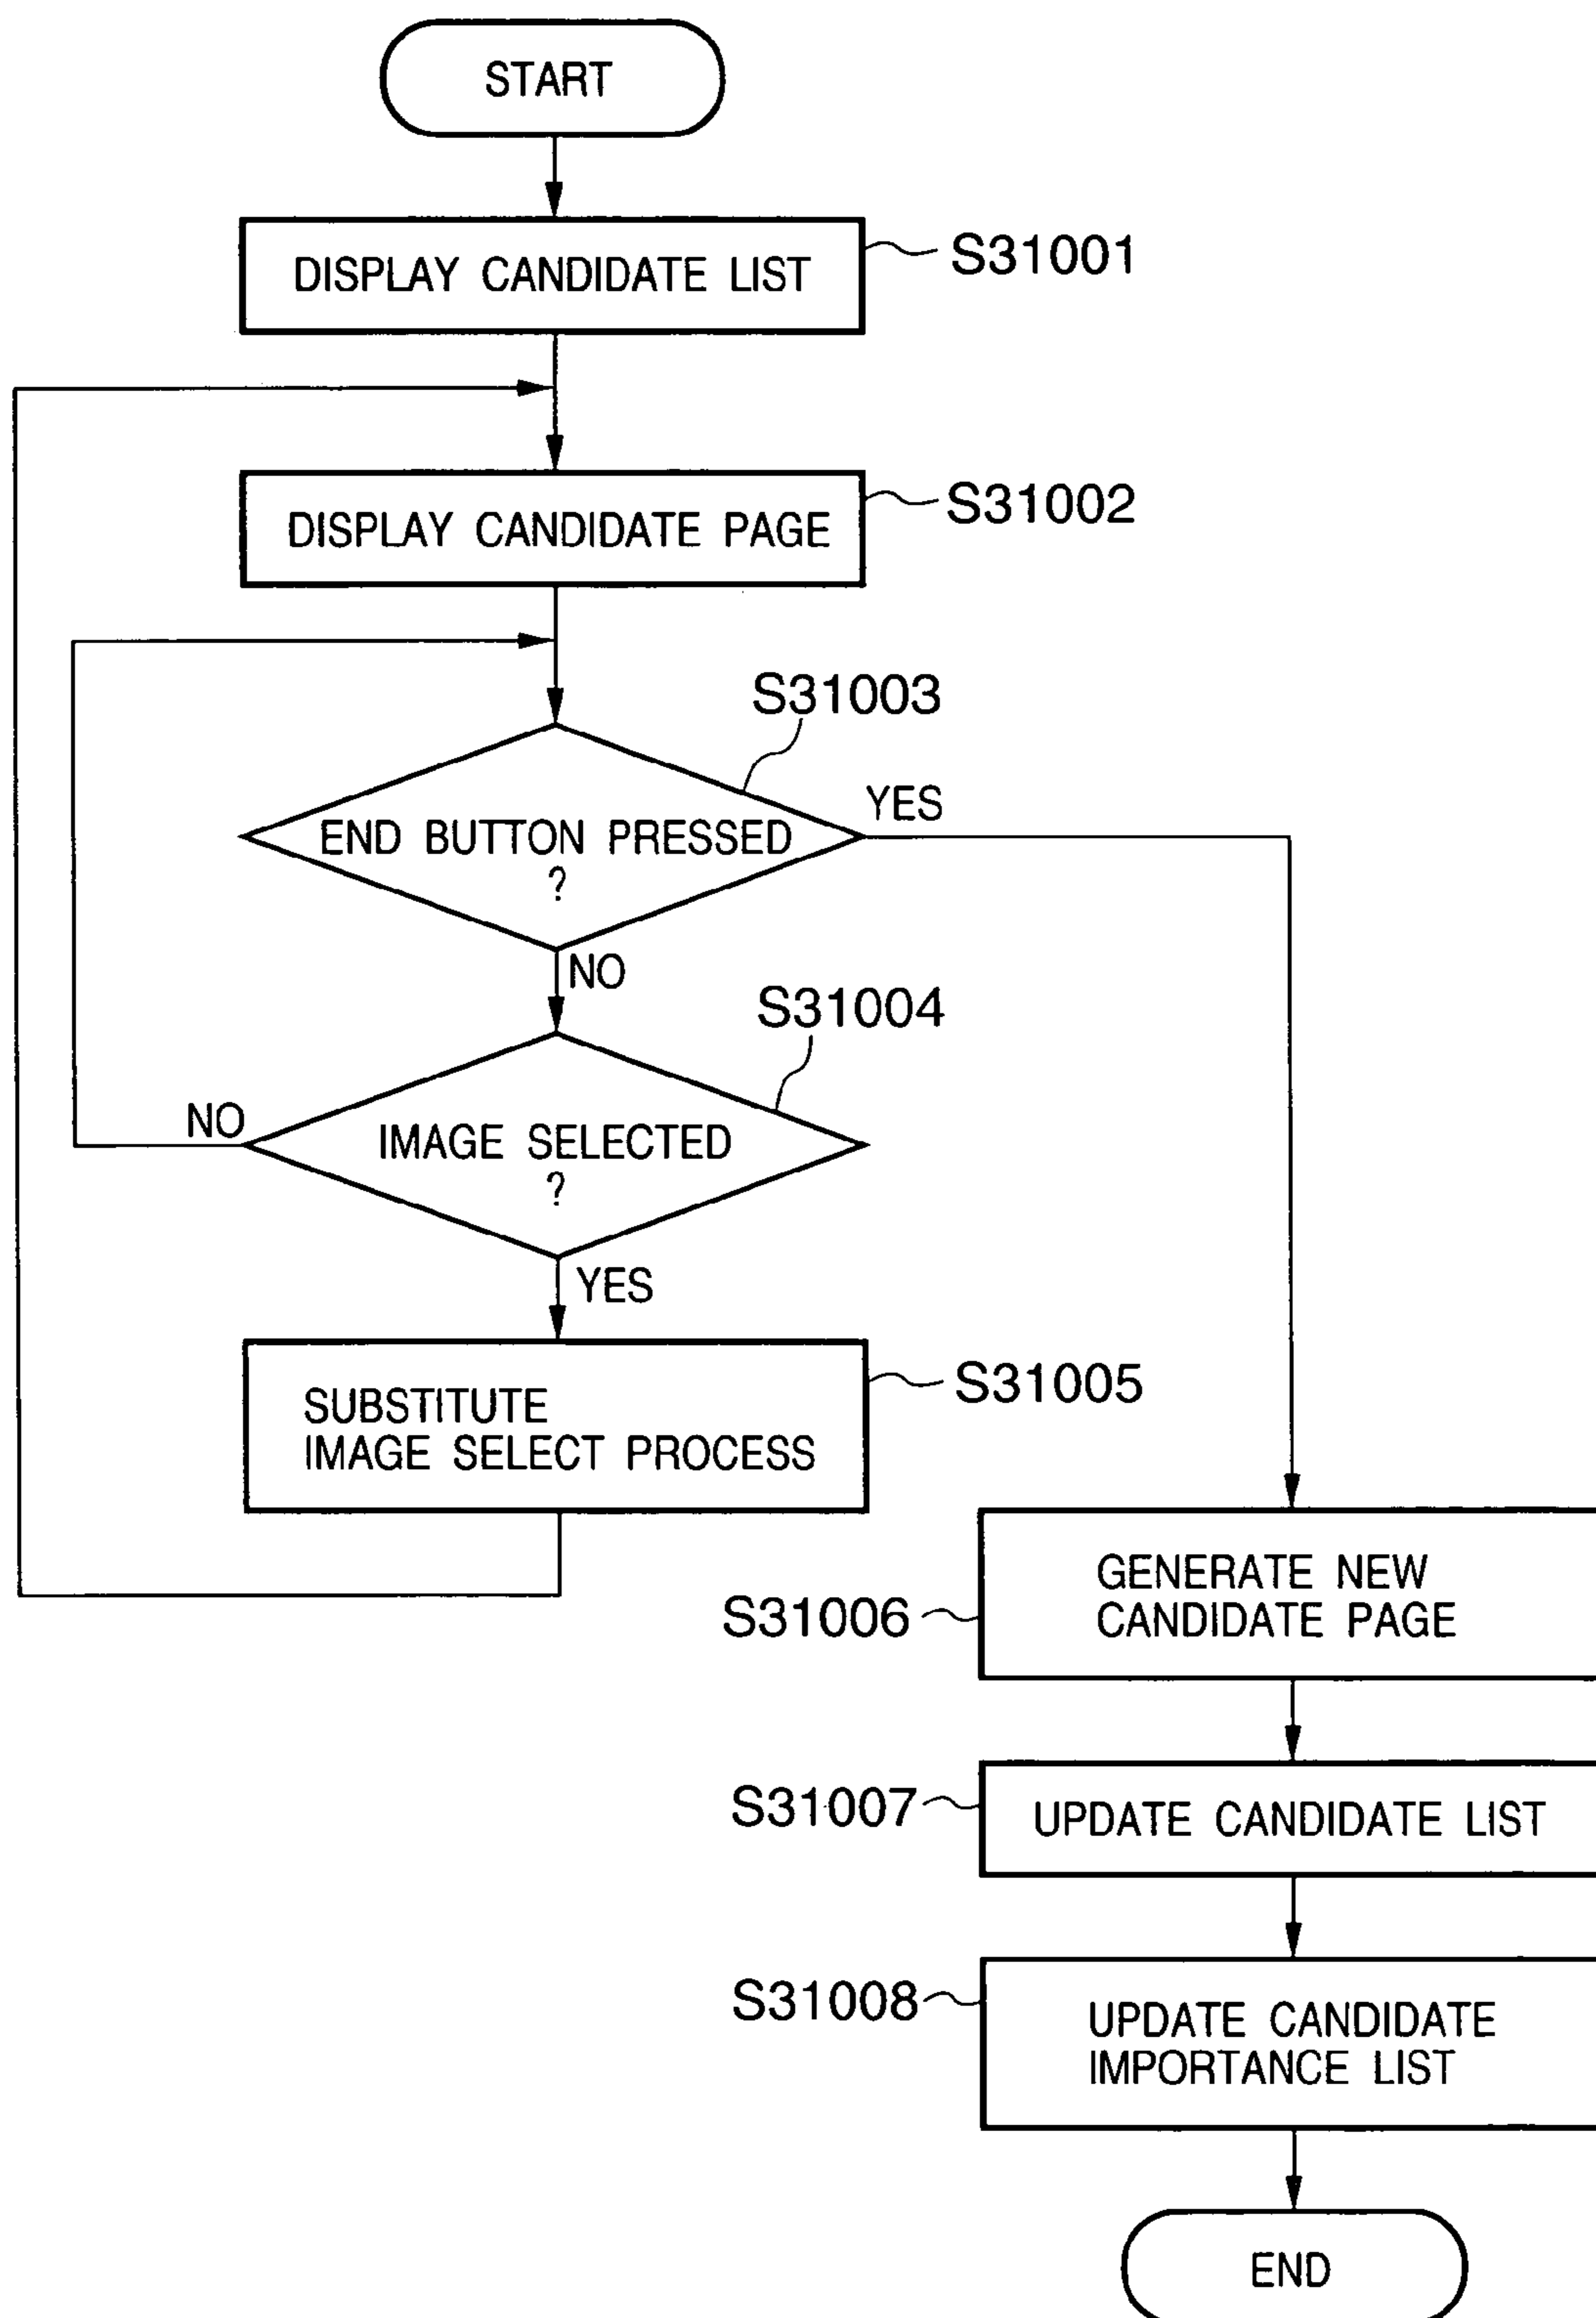 START
DISPLAY CANDIDATE LIST
S31001
DISPLAY CANDIDATE PAGE
S31002
S31003
END BUTTON PRESSED
?
YES
NO
S31004
IMAGE SELECTED
?
NO
YES
SUBSTITUTE
IMAGE SELECT PROCESS
S31005
GENERATE NEW
CANDIDATE PAGE
S31006
UPDATE CANDIDATE LIST
S31007
UPDATE CANDIDATE
IMPORTANCE LIST
S31008
END